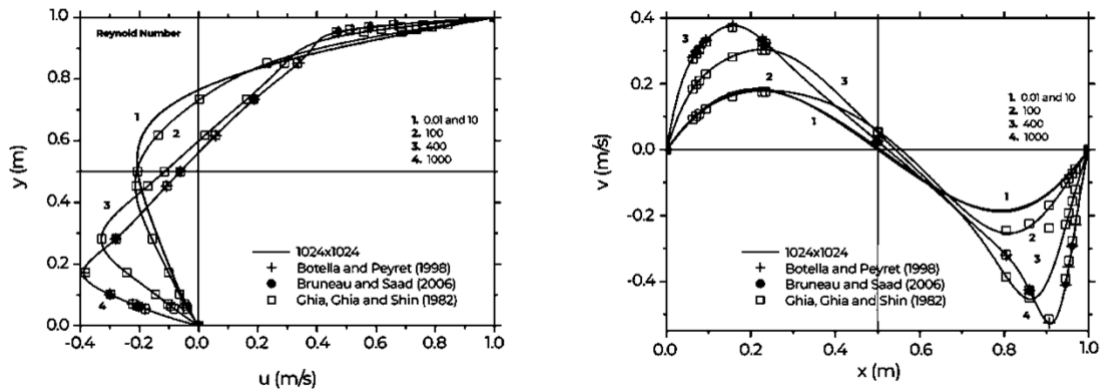 Reynold Number
1.0
0.8
0.6
0.4
0.2
0.0
y (m)
-0.4 -0.2 0.0 0.2 0.4 0.6 0.8 1.0
u (m/s)
1
2
3
4
1. 0.01 and 10
2. 100
3. 400
4. 1000
1024x1024
Botella and Peyret (1998)
Bruneau and Saad (2006)
Ghia, Ghia and Shin (1982)
0.4
0.2
0.0
-0.2
-0.4
v (m/s)
0.0 0.2 0.4 0.6 0.8 1.0
x (m)
3
2
3
1
1
2
3
4
1. 0.01 and 10
2. 100
3. 400
4. 1000
1024x1024
Botella and Peyret (1998)
Bruneau and Saad (2006)
Ghia, Ghia and Shin (1982)